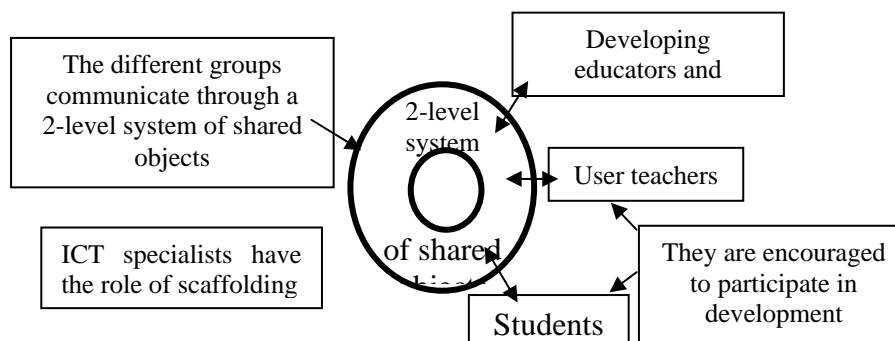 The different groups
communicate through a
2-level system of shared
objects
Developing
educators and
2-level
system
of shared
User teachers
ICT specialists have
the role of scaffolding
They are encouraged
to participate in
development
Students